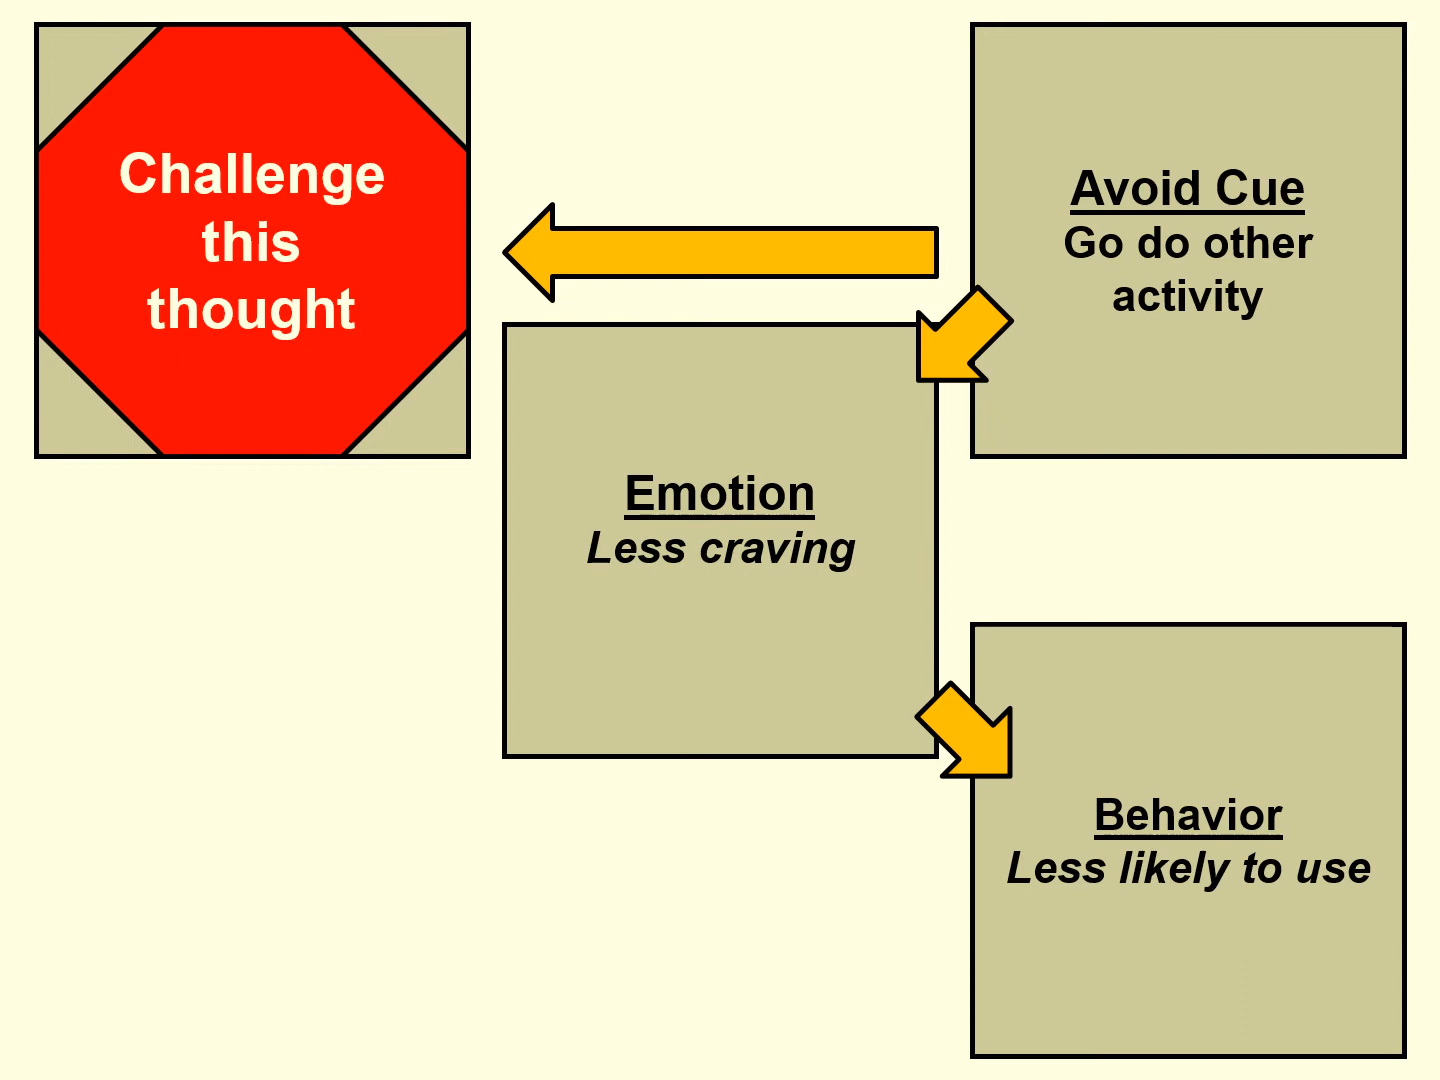 Challenge
this
thought
Avoid Cue
Go do other
activity
Emotion
Less craving
Behavior
Less likely to use